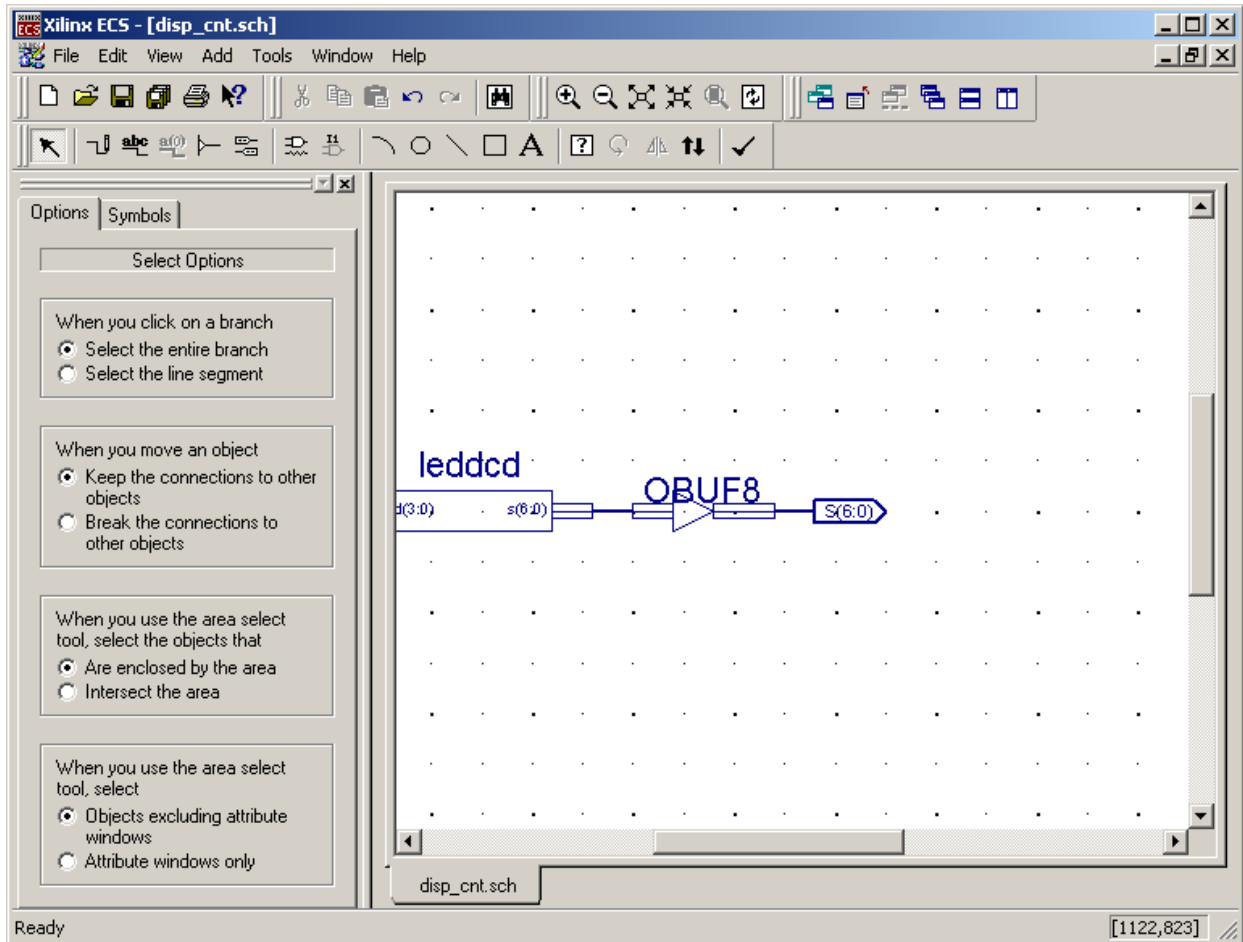 Xilinx ECS - [disp_cnt.sch]
File Edit View Add Tools Window Help
Options Symbols
Select Options
When you click on a branch
Select the entire branch
Select the line segment
When you move an object
Keep the connections to other
objects
Break the connections to
other objects
When you use the area select
tool, select the objects that
Are enclosed by the area
Intersect the area
When you use the area select
tool, select
Objects excluding attribute
windows
Attribute windows only
leddcd
OBUF8
d(3:0) s(6:0)
S(6:0)
disp_cnt.sch
Ready [1122,823]